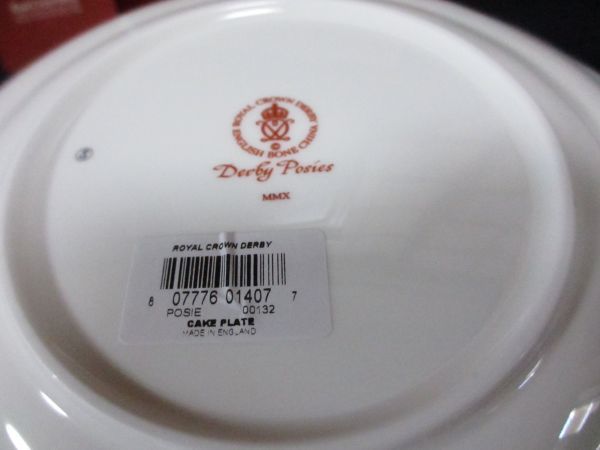 ROYAL CROWN DERBY
ENGLISH BONE CHINA
©
Derby Posies
MMX
ROYAL CROWN DERBY
8 07776 01407 7
POSIE 00132
CAKE PLATE
MADE IN ENGLAND